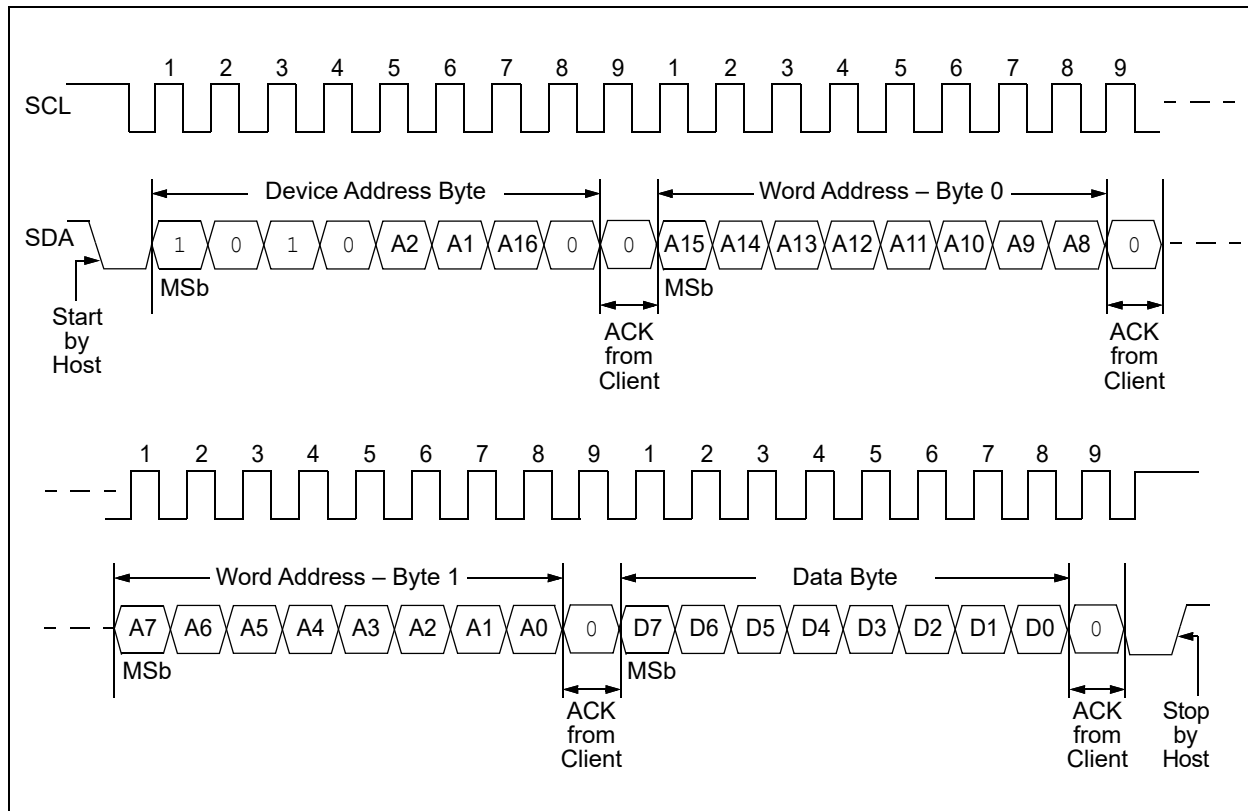 1 2 3 4 5 6 7 8 9 1 2 3 4 5 6 7 8 9
SCL
Device Address Byte Word Address – Byte 0
SDA 1 0 1 0 A2 A1 A16 0 0 A15 A14 A13 A12 A11 A10 A9 A8 0
MSb MSb
Start
by
Host
ACK
from
Client
ACK
from
Client
1 2 3 4 5 6 7 8 9 1 2 3 4 5 6 7 8 9
Word Address – Byte 1 Data Byte
A7 A6 A5 A4 A3 A2 A1 A0 0 D7 D6 D5 D4 D3 D2 D1 D0 0
MSb MSb
ACK
from
Client
ACK
from
Client
Stop
by
Host